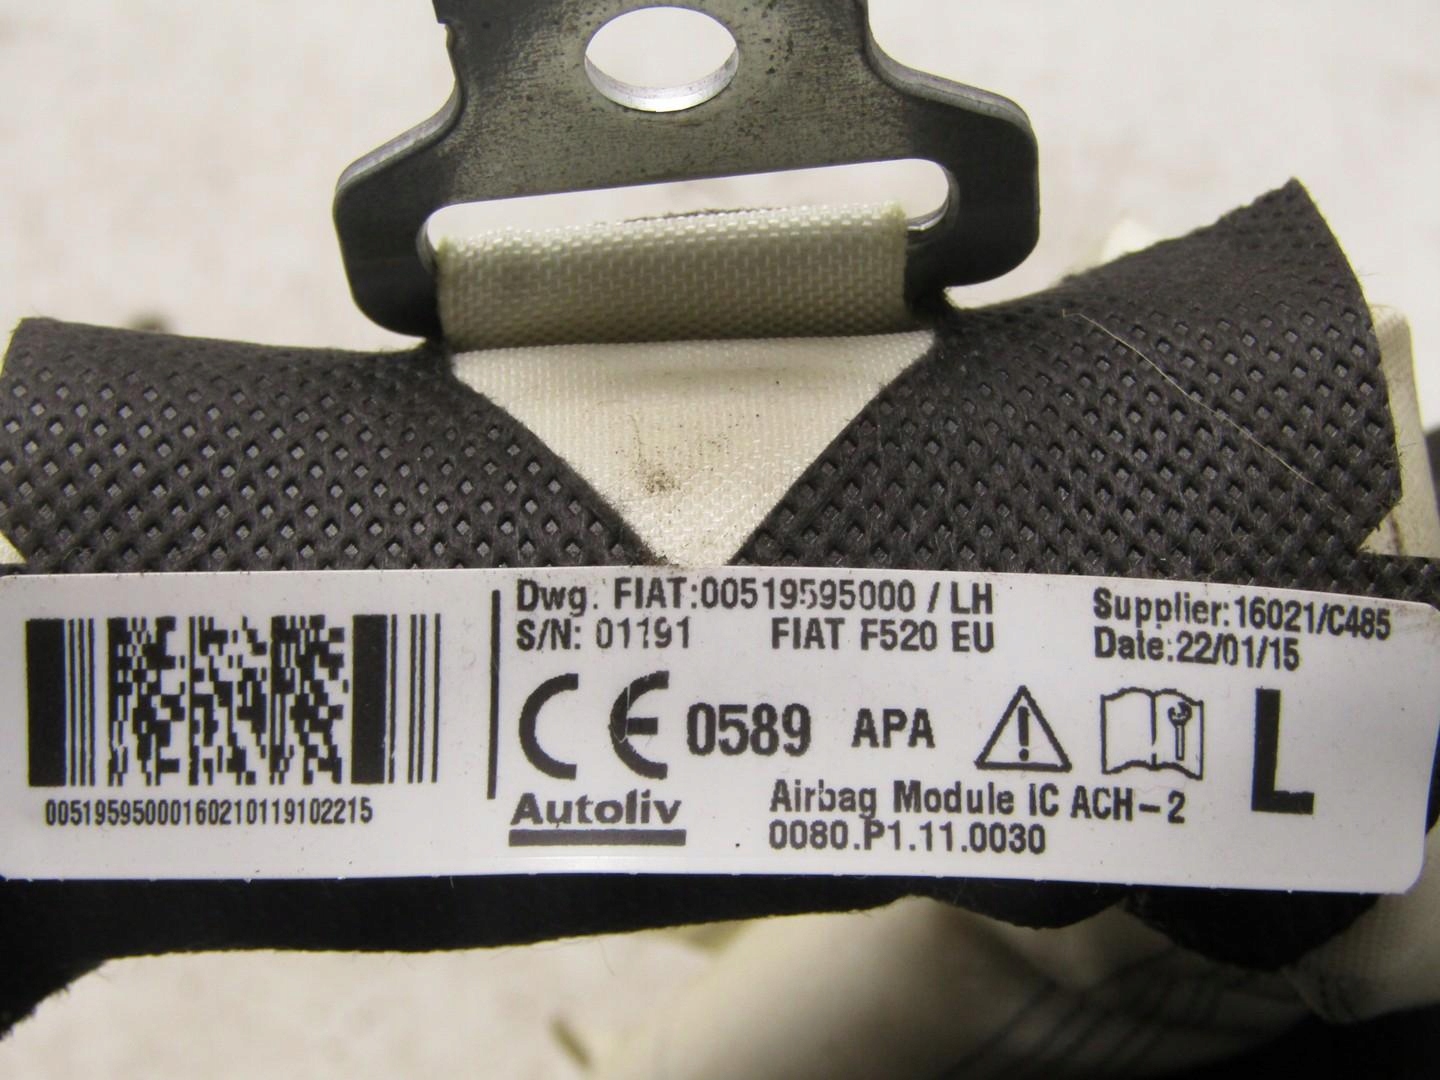 Dwg. FIAT:00519595000 / LH
S/N: 01191 FIAT F520 EU
Supplier:16021/C485
Date:22/01/15
CE 0589 APA
L
Autoliv
Airbag Module IC ACH-2
0080.P1.11.0030
00519595000160210119102215